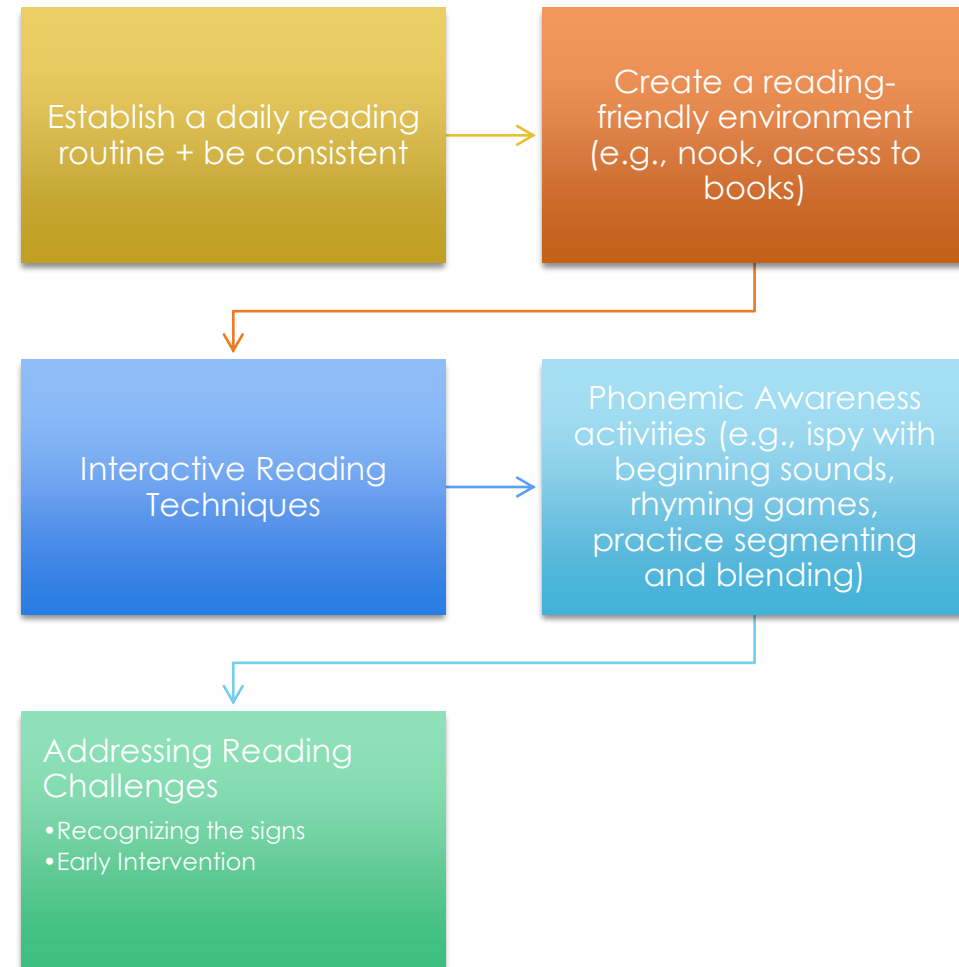 Establish a daily reading
routine + be consistent
Create a reading-
friendly environment
(e.g., nook, access to
books)
Interactive Reading
Techniques
Phonemic Awareness
activities (e.g., ispy with
beginning sounds,
rhyming games,
practice segmenting
and blending)
Addressing Reading
Challenges
•Recognizing the signs
•Early Intervention